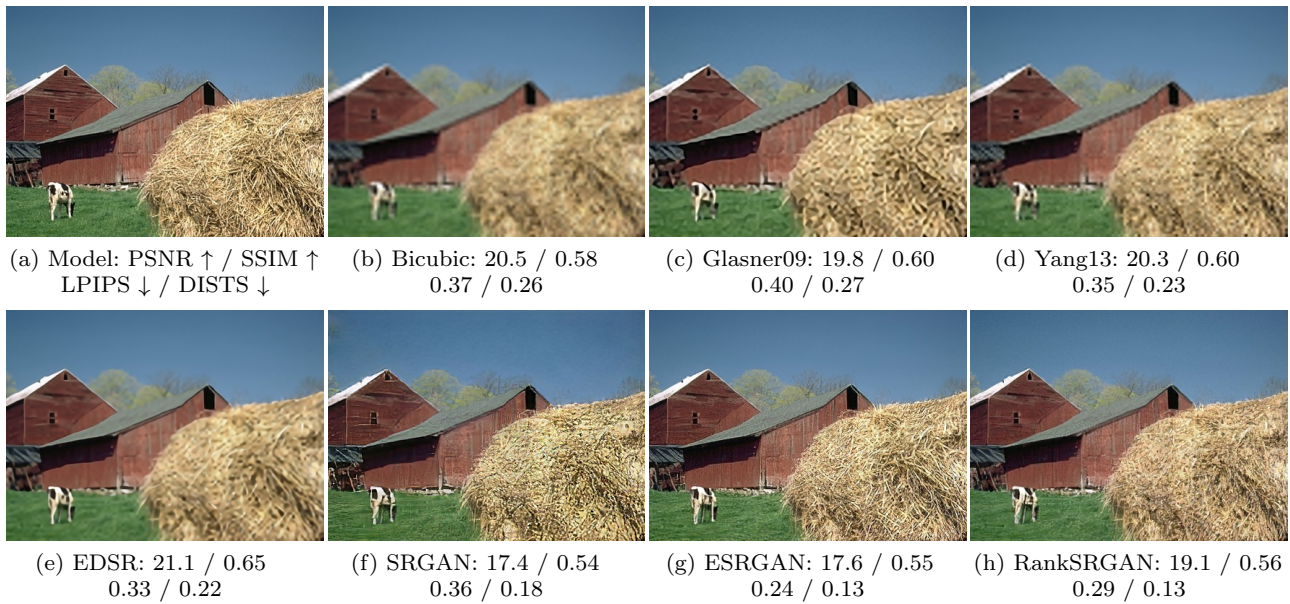 (a) Model: PSNR ↑ / SSIM ↑
LPIPS ↓ / DISTS ↓
(b) Bicubic: 20.5 / 0.58
0.37 / 0.26
(c) Glasner09: 19.8 / 0.60
0.40 / 0.27
(d) Yang13: 20.3 / 0.60
0.35 / 0.23
(e) EDSR: 21.1 / 0.65
0.33 / 0.22
(f) SRGAN: 17.4 / 0.54
0.36 / 0.18
(g) ESRGAN: 17.6 / 0.55
0.24 / 0.13
(h) RankSRGAN: 19.1 / 0.56
0.29 / 0.13